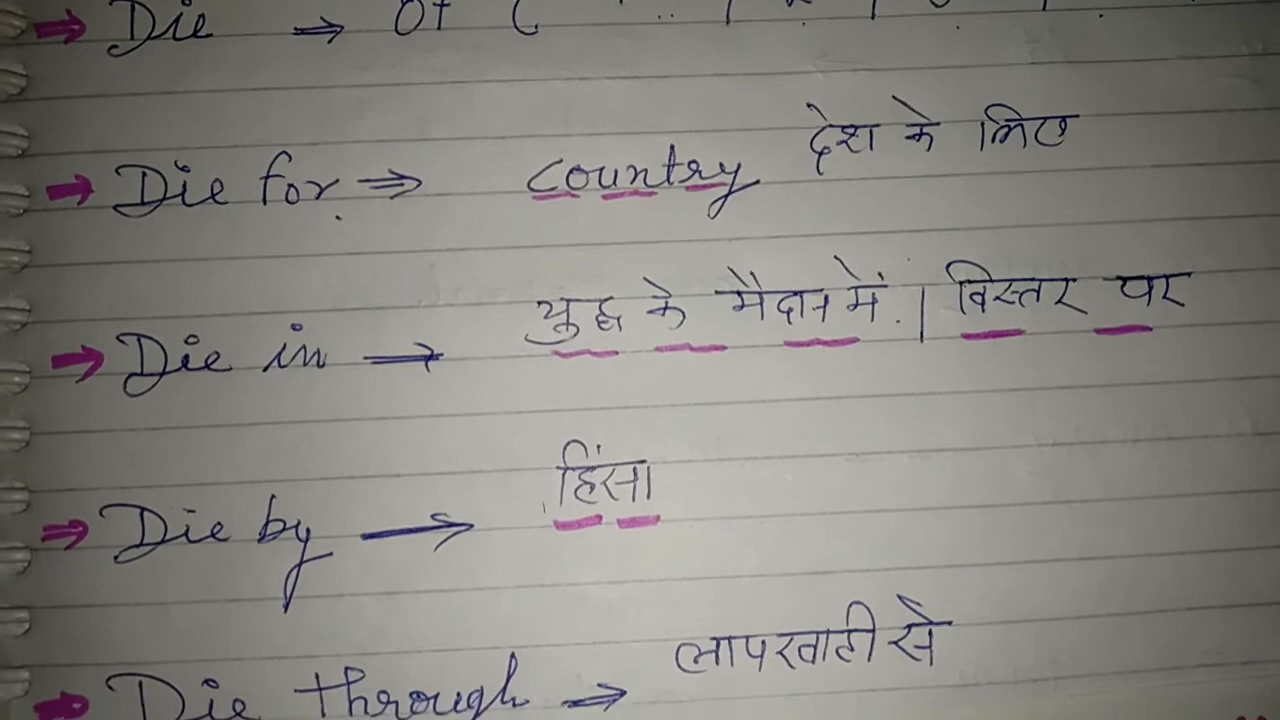 ⇒ Die ⇒ of (
⇒ Die for. ⇒ country देश के लिए
⇒ Die in → युद्ध के मैदान में. | विस्तर पर
⇒ Die by → हिंसा
⇒ Die through ⇒ लापरवाही से